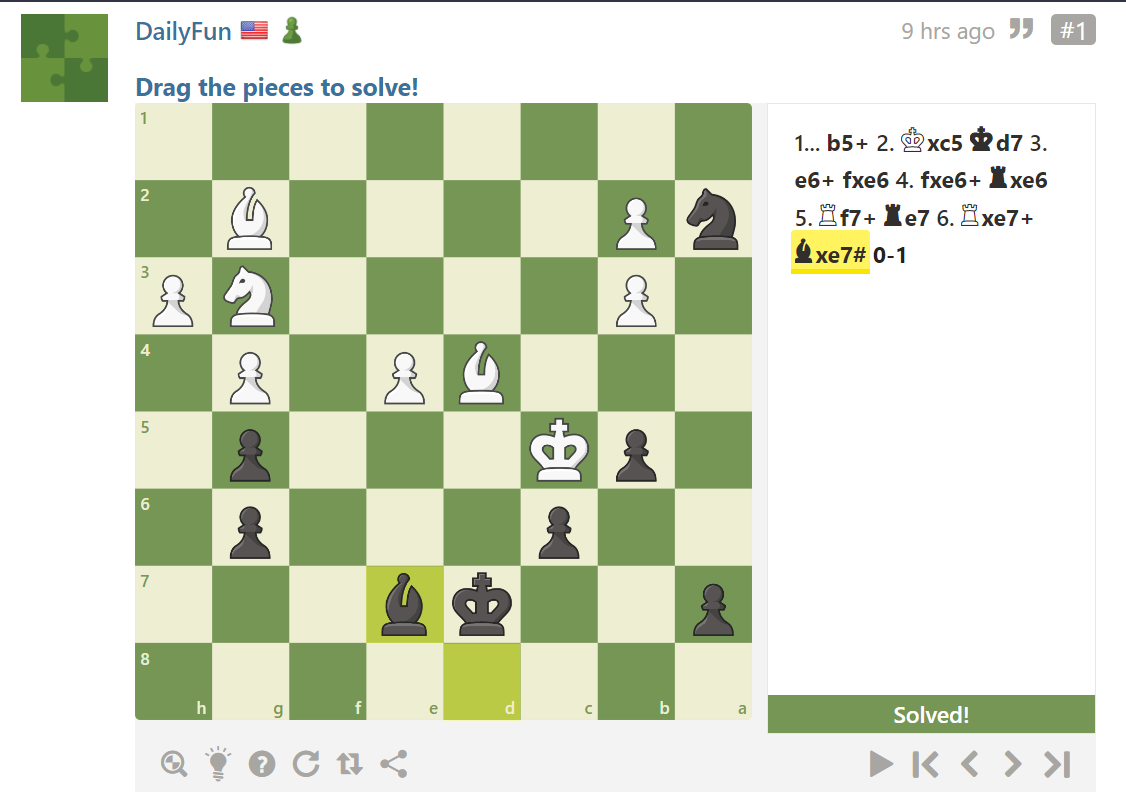 DailyFun
9 hrs ago #1
Drag the pieces to solve!
1
2
3
4
5
6
7
8
h g f e d c b a
1... b5+ 2. ♔xc5 ♚d7 3.
e6+ fxe6 4. fxe6+ ♜xe6
5. ♖f7+ ♜e7 6. ♖xe7+
♝xe7# 0-1
Solved!